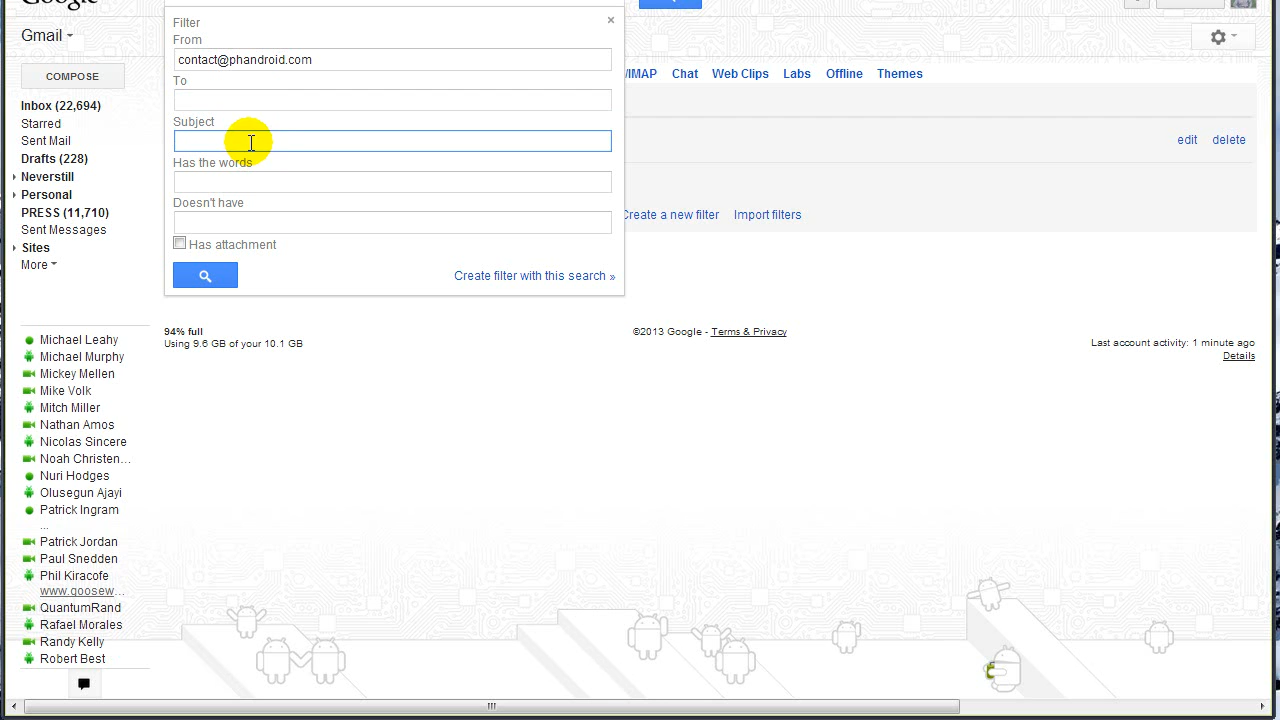 Google
Gmail
COMPOSE
Inbox (22,694)
Starred
Sent Mail
Drafts (228)
Neverstill
Personal
PRESS (11,710)
Sent Messages
Sites
More
Filter
×
From
contact@phandroid.com
To
Subject
Has the words
Doesn't have
Has attachment
Create filter with this search »
/IMAP Chat Web Clips Labs Offline Themes
edit delete
Create a new filter Import filters
94% full
Using 9.6 GB of your 10.1 GB
©2013 Google - Terms & Privacy
Last account activity: 1 minute ago
Details
Michael Leahy
Michael Murphy
Mickey Mellen
Mike Volk
Mitch Miller
Nathan Amos
Nicolas Sincere
Noah Christen...
Nuri Hodges
Olusegun Ajayi
Patrick Ingram
...
Patrick Jordan
Paul Snedden
Phil Kiracofe
www.goosew...
QuantumRand
Rafael Morales
Randy Kelly
Robert Best